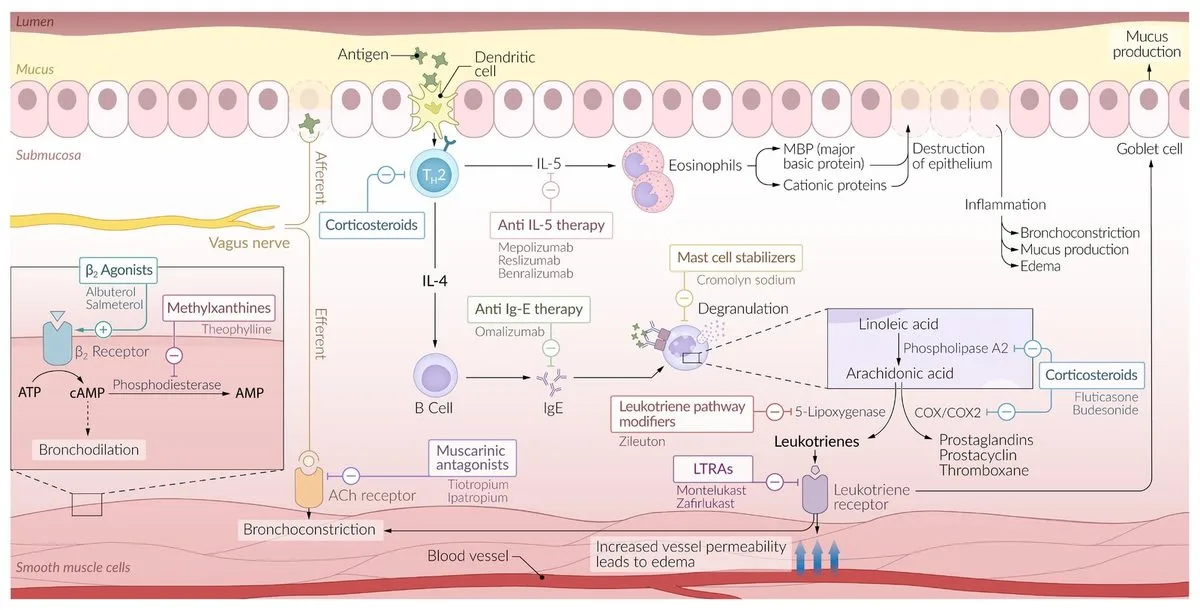 Lumen
Mucus
production
Antigen
Dendritic
cell
Mucus
Submucosa
Goblet cell
Afferent
TH2
IL-5
Eosinophils
MBP (major
basic protein)
Cationic proteins
Destruction
of epithelium
Corticosteroids
Anti IL-5 therapy
Mepolizumab
Reslizumab
Benralizumab
Inflammation
Bronchoconstriction
Mucus production
Edema
Vagus nerve
IL-4
Mast cell stabilizers
Cromolyn sodium
Degranulation
β2 Agonists
Albuterol
Salmeterol
Methylxanthines
Theophylline
β2 Receptor
Phosphodiesterase
ATP
cAMP
AMP
Bronchodilation
Efferent
Anti Ig-E therapy
Omalizumab
B Cell
IgE
Linoleic acid
Phospholipase A2
Arachidonic acid
Corticosteroids
Fluticasone
Budesonide
Leukotriene pathway
modifiers
Zileuton
5-Lipoxygenase
COX/COX2
Leukotrienes
Prostaglandins
Prostacyclin
Thromboxane
Muscarinic
antagonists
Tiotropium
Ipatropium
ACh receptor
LTRAs
Montelukast
Zafirlukast
Leukotriene
receptor
Bronchoconstriction
Increased vessel permeability
leads to edema
Blood vessel
Smooth muscle cells